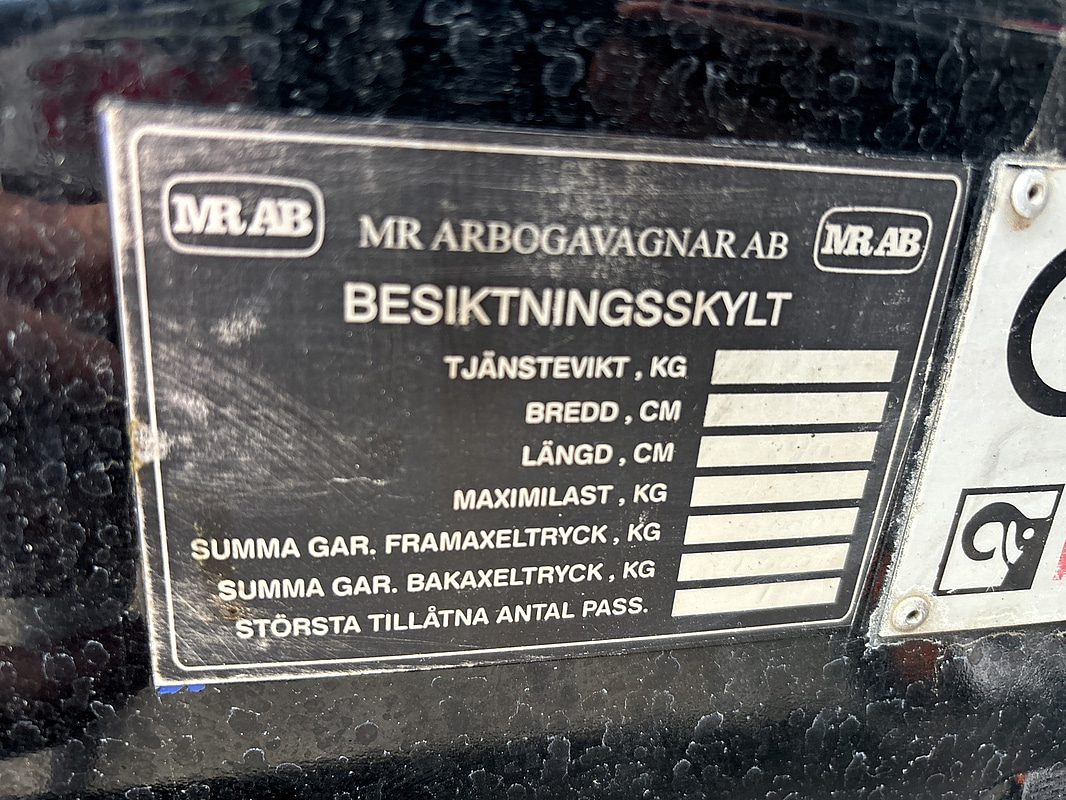 MRAB MR ARBOGAVAGNAR AB MRAB
BESIKTNINGSSKYLT
TJÄNSTEVIKT, KG
BREDD, CM
LÄNGD, CM
MAXIMILAST, KG
SUMMA GAR. FRAMAXELTRYCK, KG
SUMMA GAR. BAKAXELTRYCK, KG
STÖRSTA TILLÅTNA ANTAL PASS.